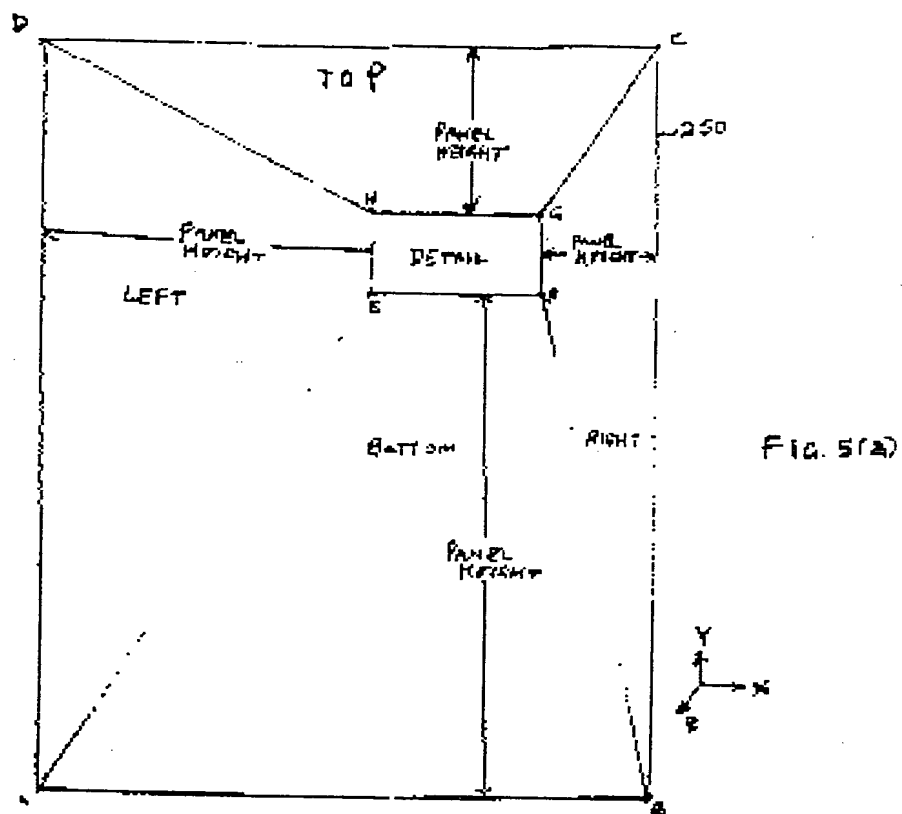 D
C
TOP
250
PANEL
HEIGHT
H
G
PANEL
HEIGHT
DETAIL
PANEL
HEIGHT
LEFT
E
BOTTOM
RIGHT
FIG. 5(a)
PANEL
HEIGHT
Y
X
Z
A
B